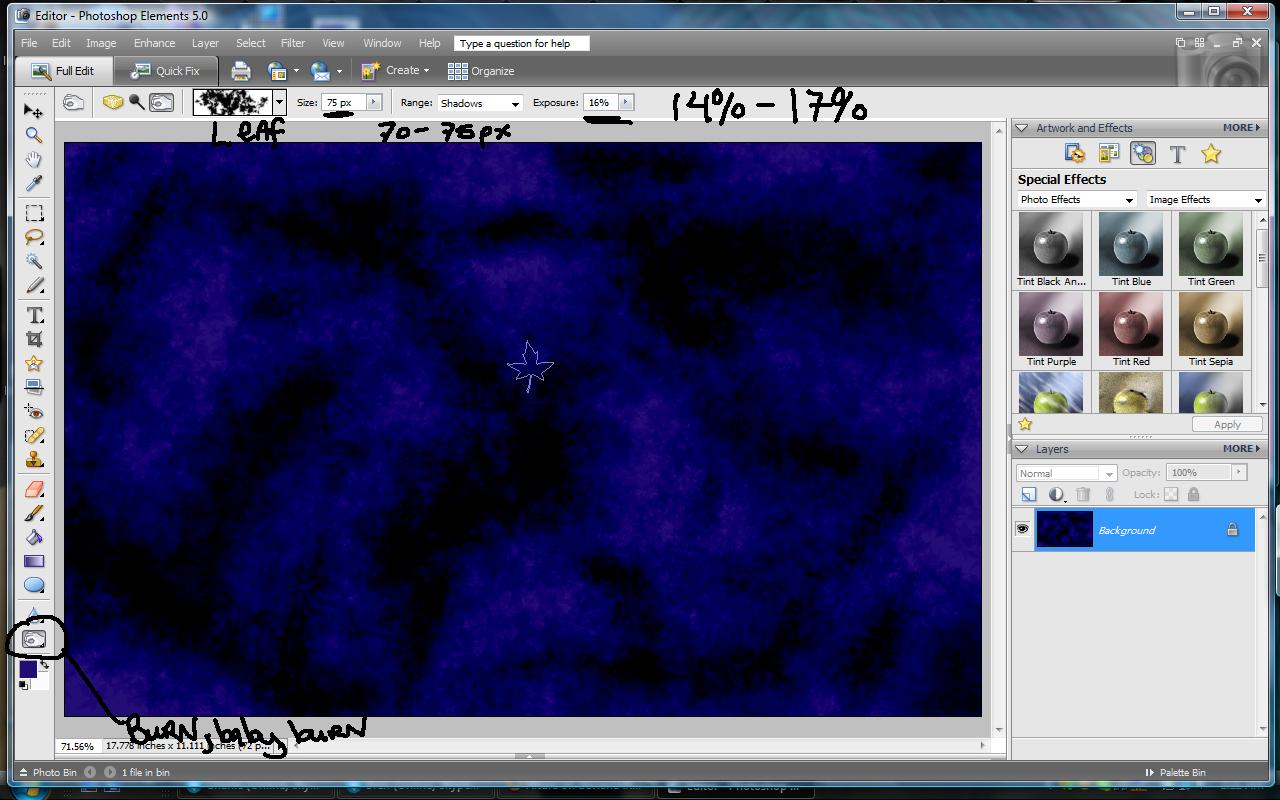 Editor - Photoshop Elements 5.0
File Edit Image Enhance Layer Select Filter View Window Help Type a question for help
Full Edit Quick Fix Create Organize
Size: 75 px Range: Shadows Exposure: 16% 14% - 17%
LEAF 70 - 75px
Artwork and Effects MORE
T
Special Effects
Photo Effects Image Effects
Tint Black An... Tint Blue Tint Green
Tint Purple Tint Red Tint Sepia
Apply
Layers MORE
Normal Opacity: 100%
Lock:
Background
T
BURN, baby, burn
71.56% 17.778 inches x 11.111 inches (72 p...
Photo Bin 1 file in bin Palette Bin